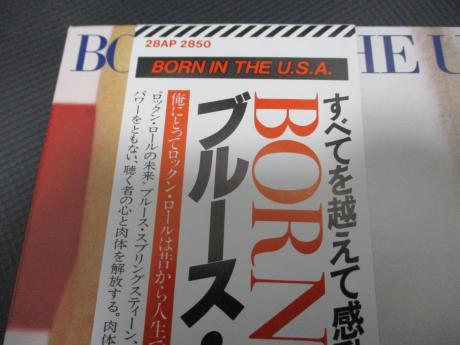 BO
THE U
28AP 2850
BORN IN THE U.S.A.
すべてを越えて感
BORN
ブルース・
俺にとってロックン・ロールは昔から人生で
“ロックン・ロールの未来”ブルース・スプリングスティーン、
パワーをともない、聴く者の心と肉体を解放する。肉体